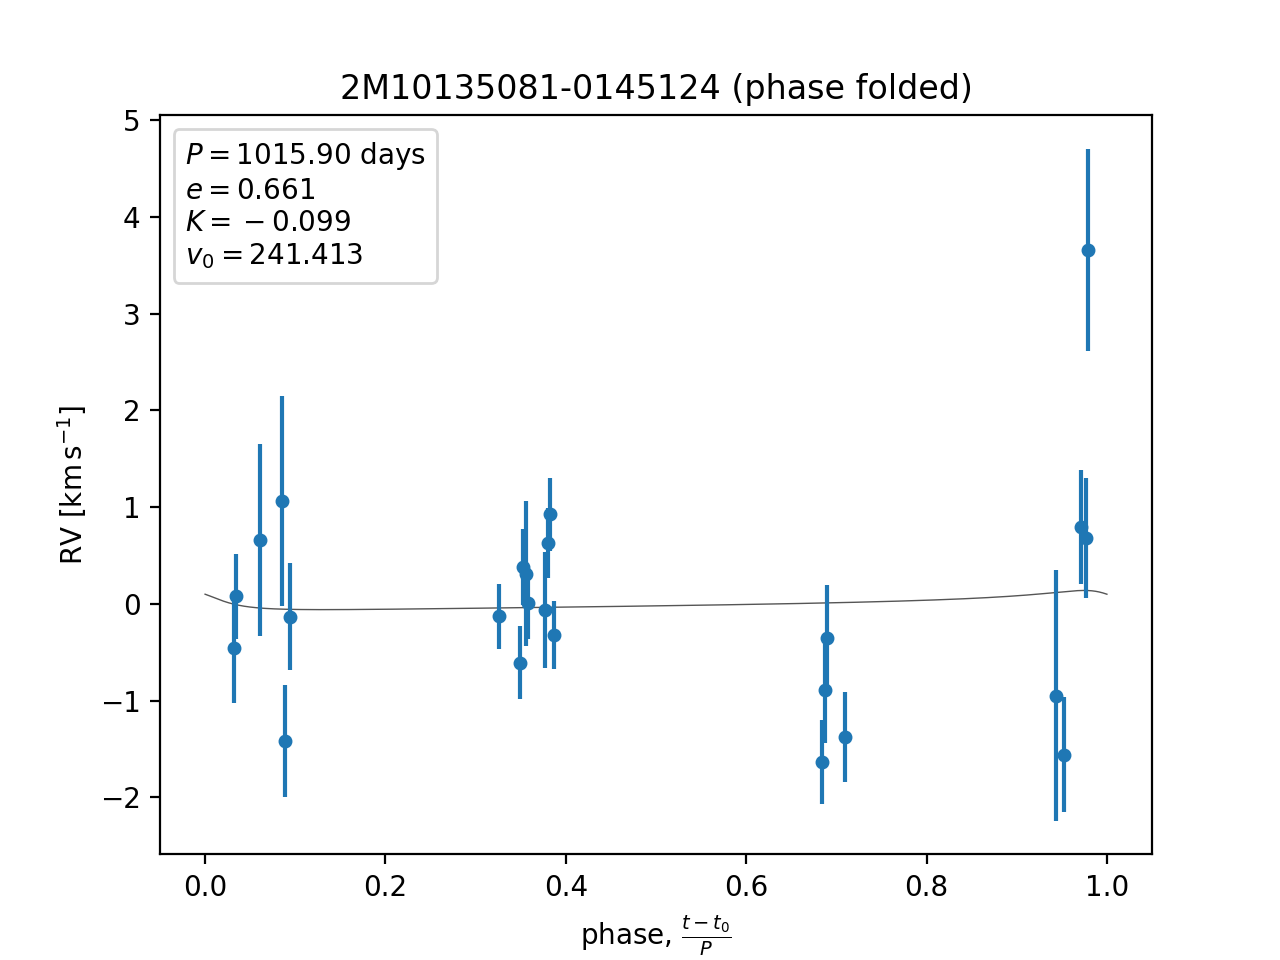 2M10135081-0145124 (phase folded)
P = 1015.90 days
e = 0.661
K = −0.099
v₀ = 241.413
5
4
3
2
1
0
−1
−2
RV [km s⁻¹]
0.0 0.2 0.4 0.6 0.8 1.0
phase, (t − t₀)/P